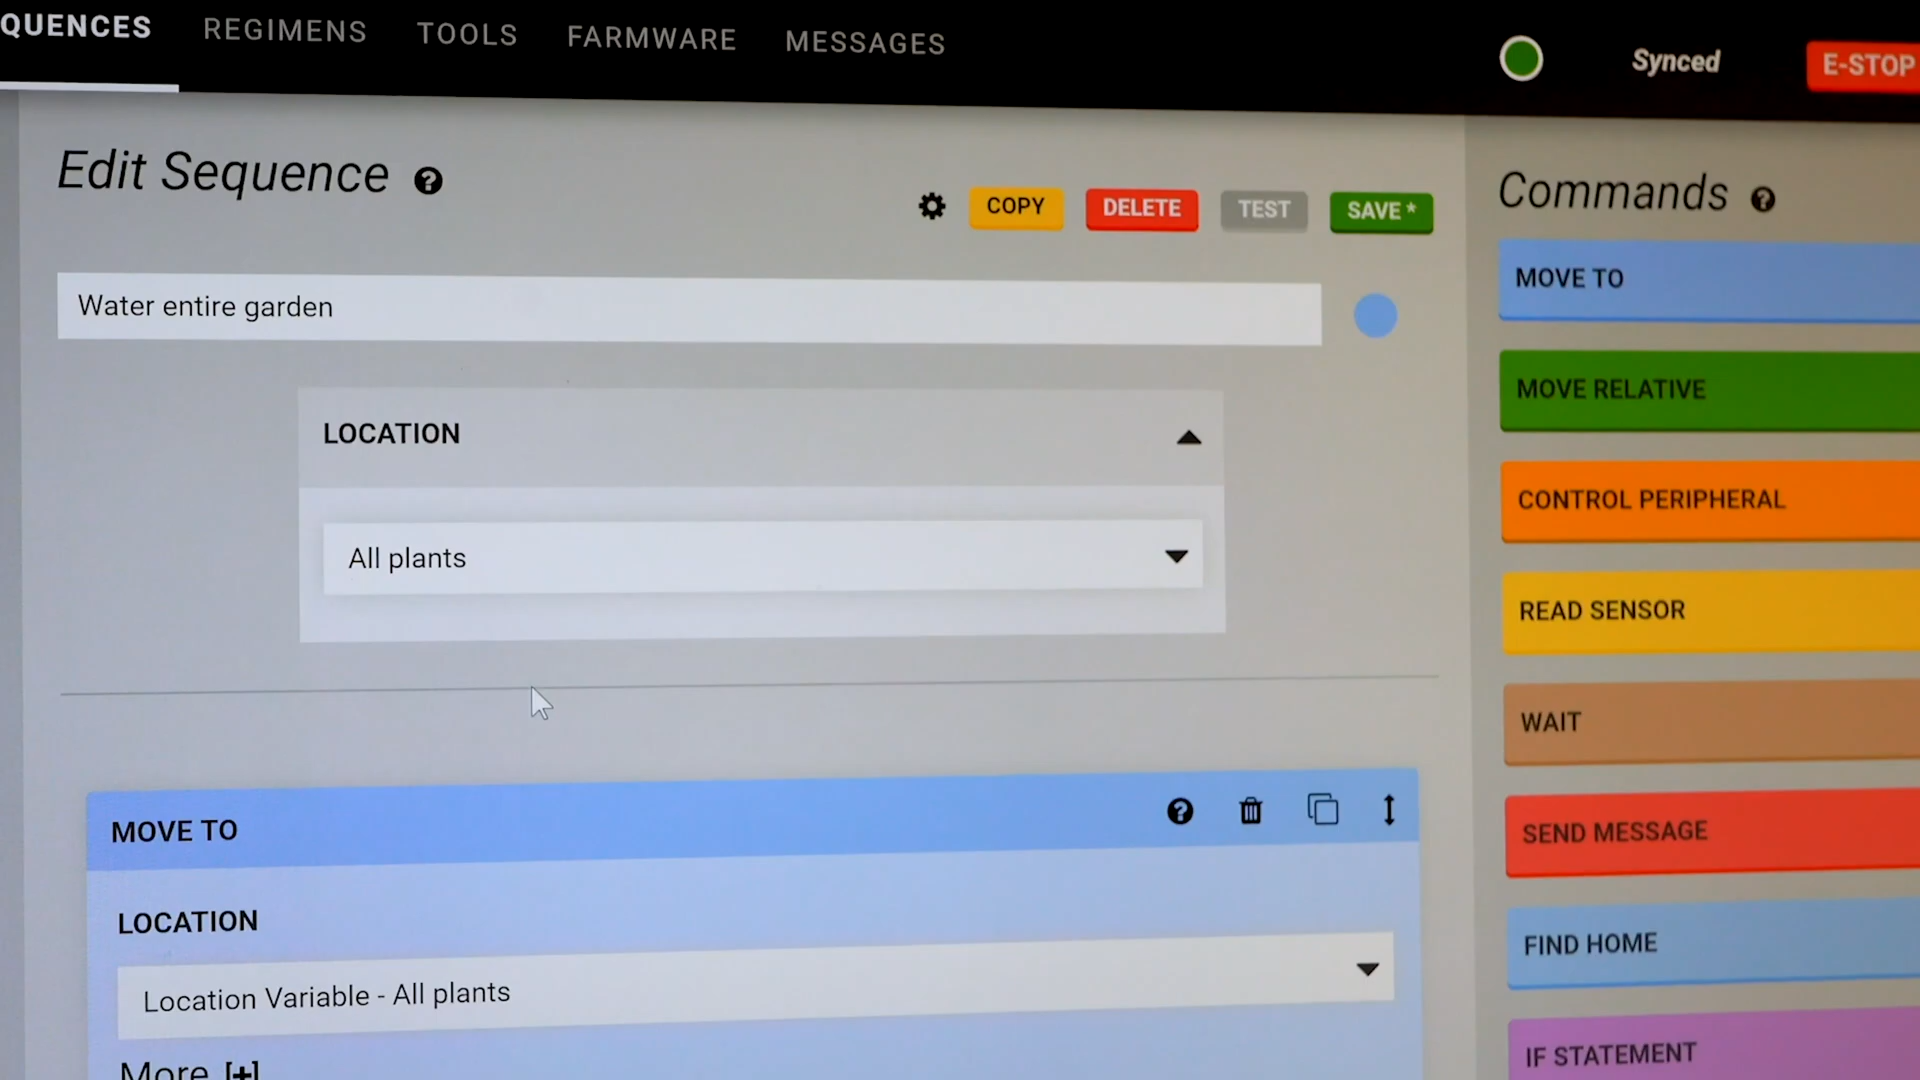 QUENCES REGIMENS TOOLS FARMWARE MESSAGES Synced E-STOP
Edit Sequence ?
COPY DELETE TEST SAVE *
Water entire garden
LOCATION
All plants
MOVE TO ?
LOCATION
Location Variable - All plants
More [+]
Commands ?
MOVE TO
MOVE RELATIVE
CONTROL PERIPHERAL
READ SENSOR
WAIT
SEND MESSAGE
FIND HOME
IF STATEMENT